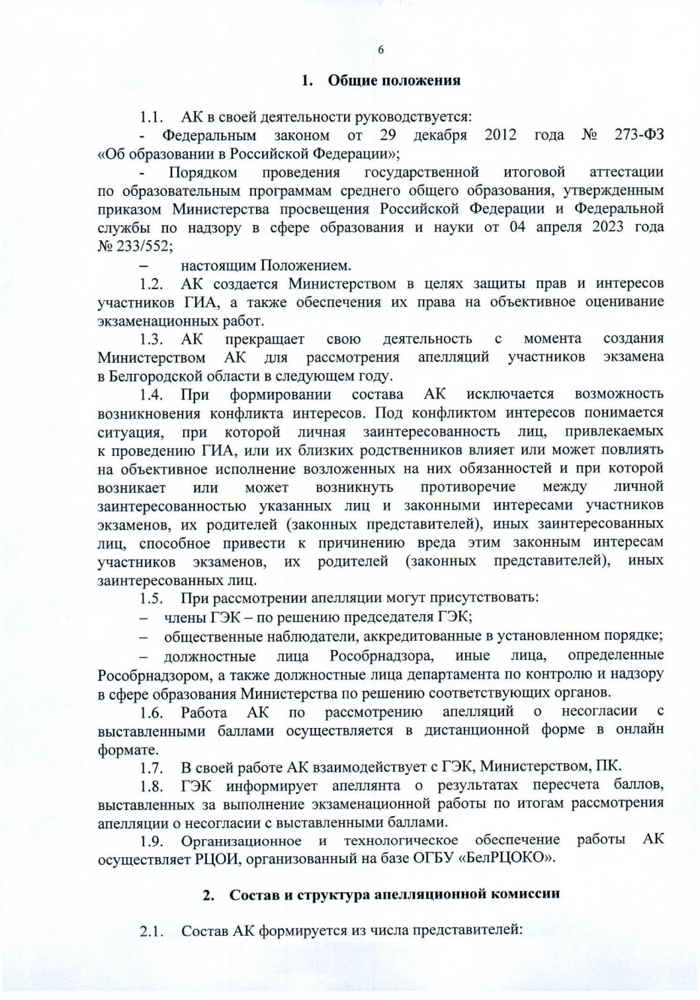 6
1. Общие положения
1.1. АК в своей деятельности руководствуется:
- Федеральным законом от 29 декабря 2012 года № 273-ФЗ
«Об образовании в Российской Федерации»;
- Порядком проведения государственной итоговой аттестации
по образовательным программам среднего общего образования, утвержденным
приказом Министерства просвещения Российской Федерации и Федеральной
службы по надзору в сфере образования и науки от 04 апреля 2023 года
№ 233/552;
– настоящим Положением.
1.2. АК создается Министерством в целях защиты прав и интересов
участников ГИА, а также обеспечения их права на объективное оценивание
экзаменационных работ.
1.3. АК прекращает свою деятельность с момента создания
Министерством АК для рассмотрения апелляций участников экзамена
в Белгородской области в следующем году.
1.4. При формировании состава АК исключается возможность
возникновения конфликта интересов. Под конфликтом интересов понимается
ситуация, при которой личная заинтересованность лиц, привлекаемых
к проведению ГИА, или их близких родственников влияет или может повлиять
на объективное исполнение возложенных на них обязанностей и при которой
возникает или может возникнуть противоречие между личной
заинтересованностью указанных лиц и законными интересами участников
экзаменов, их родителей (законных представителей), иных заинтересованных
лиц, способное привести к причинению вреда этим законным интересам
участников экзаменов, их родителей (законных представителей), иных
заинтересованных лиц.
1.5. При рассмотрении апелляции могут присутствовать:
– члены ГЭК – по решению председателя ГЭК;
– общественные наблюдатели, аккредитованные в установленном порядке;
– должностные лица Рособрнадзора, иные лица, определенные
Рособрнадзором, а также должностные лица департамента по контролю и надзору
в сфере образования Министерства по решению соответствующих органов.
1.6. Работа АК по рассмотрению апелляций о несогласии с
выставленными баллами осуществляется в дистанционной форме в онлайн
формате.
1.7. В своей работе АК взаимодействует с ГЭК, Министерством, ПК.
1.8. ГЭК информирует апеллянта о результатах пересчета баллов,
выставленных за выполнение экзаменационной работы по итогам рассмотрения
апелляции о несогласии с выставленными баллами.
1.9. Организационное и технологическое обеспечение работы АК
осуществляет РЦОИ, организованный на базе ОГБУ «БелРЦОКО».
2. Состав и структура апелляционной комиссии
2.1. Состав АК формируется из числа представителей: